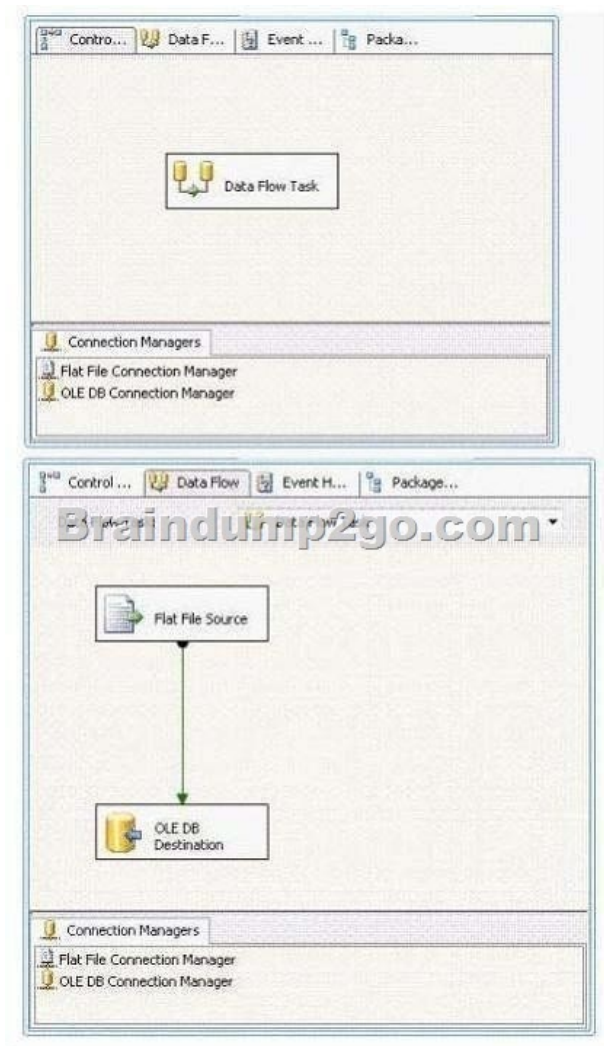 Contro... Data F... Event ... Packa...
Data Flow Task
Connection Managers
Flat File Connection Manager
OLE DB Connection Manager
Control ... Data Flow Event H... Package...
Braindump2go.com
Flat File Source
OLE DB
Destination
Connection Managers
Flat File Connection Manager
OLE DB Connection Manager